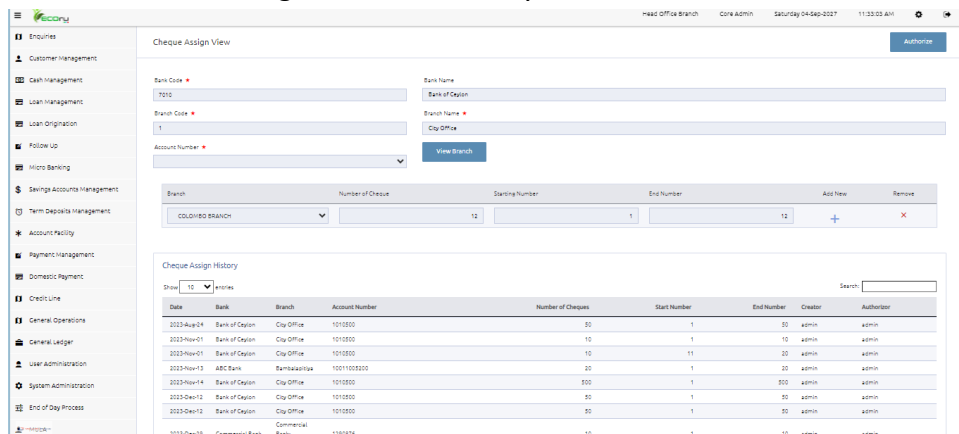 ECORU
Head Office Branch Core Admin Saturday 04-Sep-2027 11:33:03 AM
Enquiries
Customer Management
Cash Management
Loan Management
Loan Origination
Follow Up
Micro Banking
Savings Accounts Management
Term Deposits Management
Account Facility
Payment Management
Domestic Payment
Credit Line
General Operations
General Ledger
User Administration
System Administration
End of Day Process
Cheque Assign View
Authorize
Bank Code * Bank Name
7010 Bank of Ceylon
Branch Code * Branch Name *
1 City Office
Account Number *
View Branch
Branch Number of Cheque Starting Number End Number Add New Remove
COLOMBO BRANCH 12 1 12 + ×
Cheque Assign History
Show 10 entries Search:
Date Bank Branch Account Number Number of Cheques Start Number End Number Creator Authorizor
2023-Aug-24 Bank of Ceylon City Office 1010500 50 1 50 admin admin
2023-Nov-01 Bank of Ceylon City Office 1010500 10 1 10 admin admin
2023-Nov-01 Bank of Ceylon City Office 1010500 10 11 20 admin admin
2023-Nov-13 ABC Bank Bambalapitiya 10011005200 20 1 20 admin admin
2023-Nov-14 Bank of Ceylon City Office 1010500 500 1 500 admin admin
2023-Dec-12 Bank of Ceylon City Office 1010500 50 1 50 admin admin
2023-Dec-12 Bank of Ceylon City Office 1010500 50 1 50 admin admin
Commercial
Commercial Bank 10 1 10 admin admin